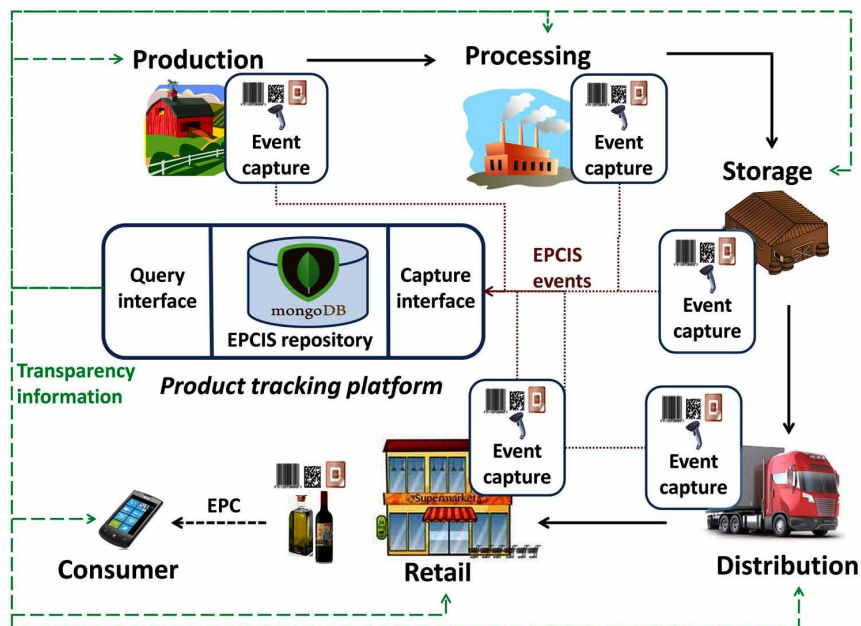 Production
Processing
Event
capture
Event
capture
Storage
Query
interface
mongoDB
EPCIS repository
Capture
interface
EPCIS
events
Event
capture
Transparency
information
Product tracking platform
Event
capture
Event
capture
Supermarket
EPC
Consumer
Retail
Distribution